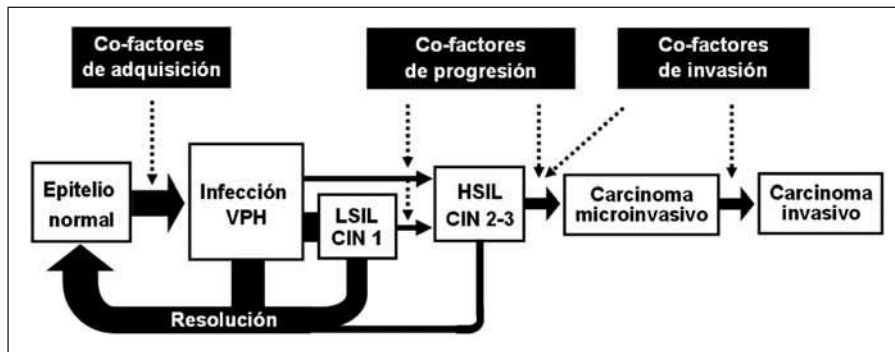 Co-factores
de adquisición
Co-factores
de progresión
Co-factores
de invasión
Epitelio
normal
Infección
VPH
LSIL
CIN 1
HSIL
CIN 2-3
Carcinoma
microinvasivo
Carcinoma
invasivo
Resolución